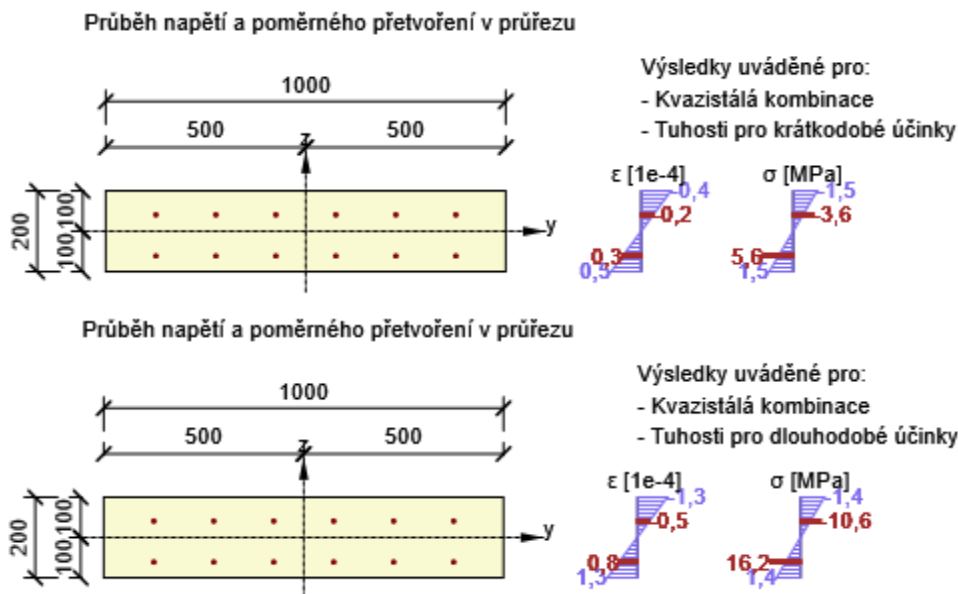 Průběh napětí a poměrného přetvoření v průřezu
1000
500 500
z
y
200
100
100
Výsledky uváděné pro:
- Kvazistálá kombinace
- Tuhosti pro krátkodobé účinky
ε [1e-4] σ [MPa]
-0,4 -1,5
-0,2 -3,6
0,3 5,6
0,5 1,5
Průběh napětí a poměrného přetvoření v průřezu
1000
500 500
z
y
200
100
100
Výsledky uváděné pro:
- Kvazistálá kombinace
- Tuhosti pro dlouhodobé účinky
ε [1e-4] σ [MPa]
-1,3 -1,4
-0,5 -10,6
0,8 16,2
1,3 1,4